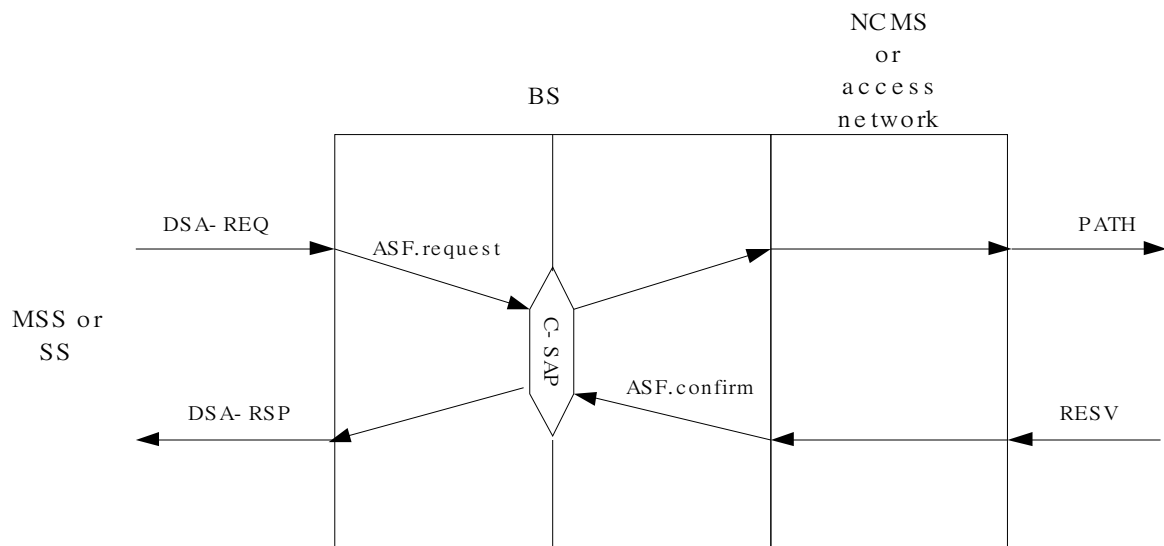 NCMS
or
access
network
BS
DSA- REQ
ASF.request
PATH
MSS or
SS
C- SAP
ASF.confirm
DSA- RSP
RESV